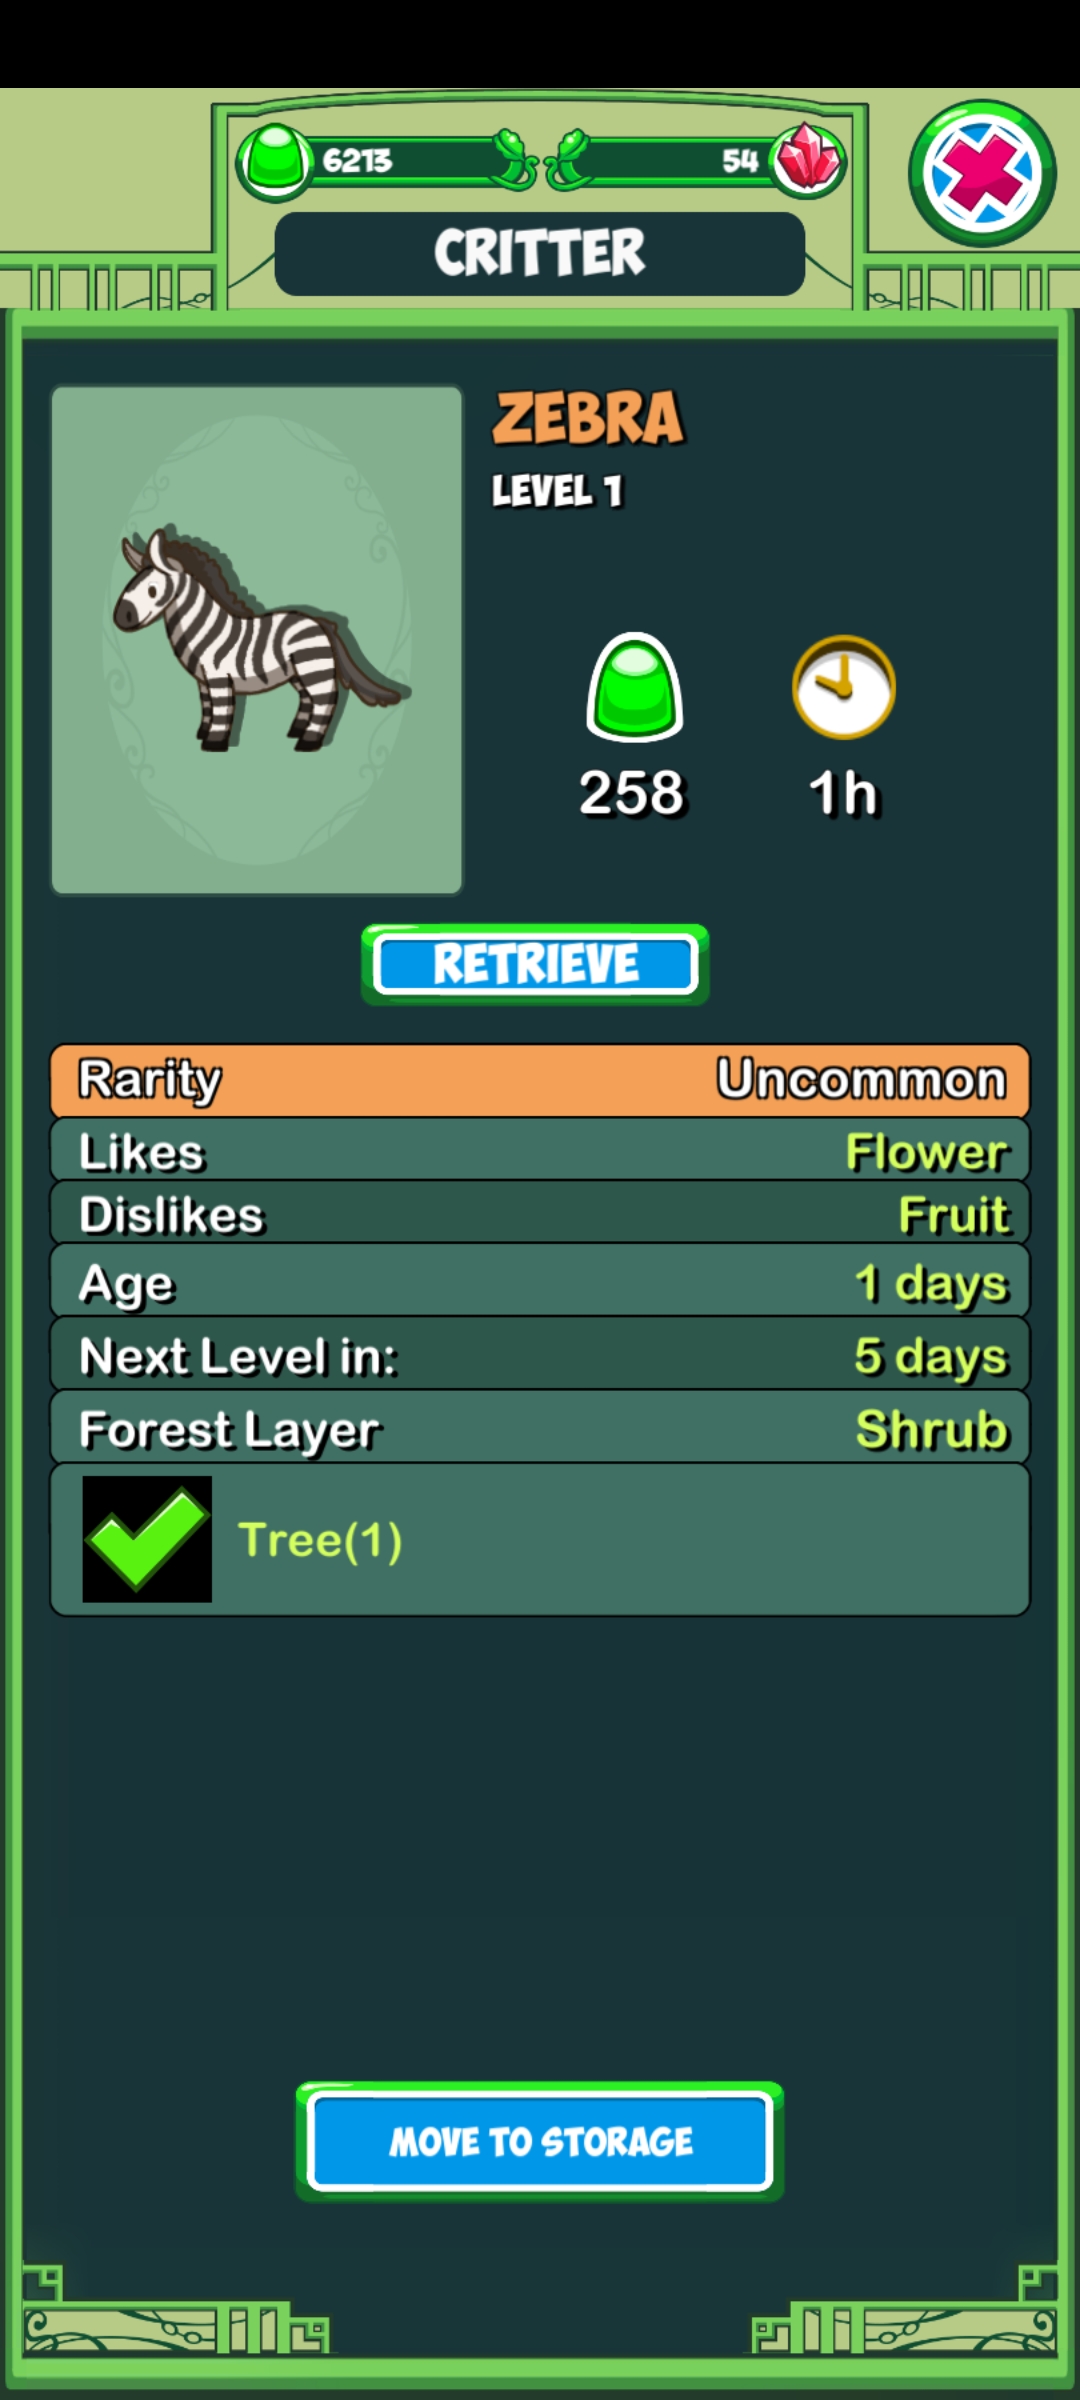 6213
54
CRITTER
ZEBRA
LEVEL 1
258
1h
RETRIEVE
Rarity Uncommon
Likes Flower
Dislikes Fruit
Age 1 days
Next Level in: 5 days
Forest Layer Shrub
Tree(1)
MOVE TO STORAGE